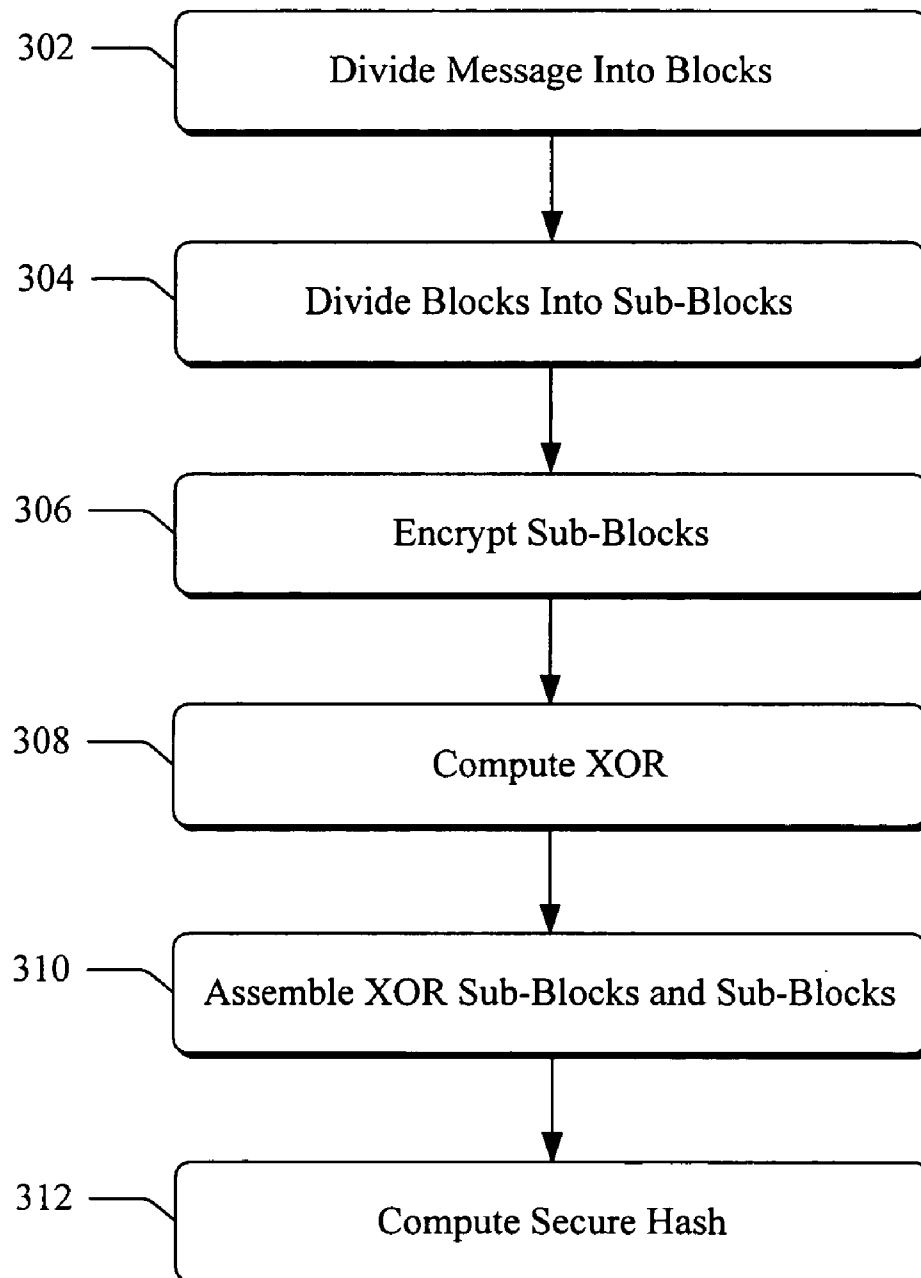 302
Divide Message Into Blocks
304
Divide Blocks Into Sub-Blocks
306
Encrypt Sub-Blocks
308
Compute XOR
310
Assemble XOR Sub-Blocks and Sub-Blocks
312
Compute Secure Hash